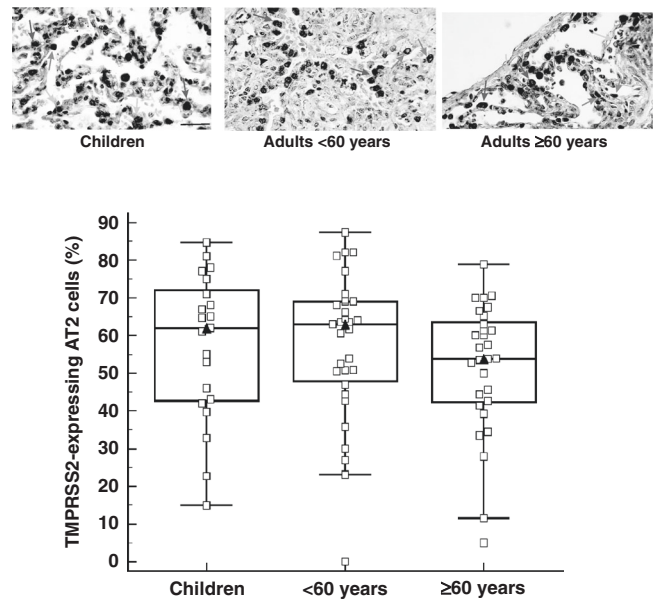 Children
Adults <60 years
Adults ≥60 years
TMPRSS2-expressing AT2 cells (%)
90
80
70
60
50
40
30
20
10
0
Children
<60 years
≥60 years